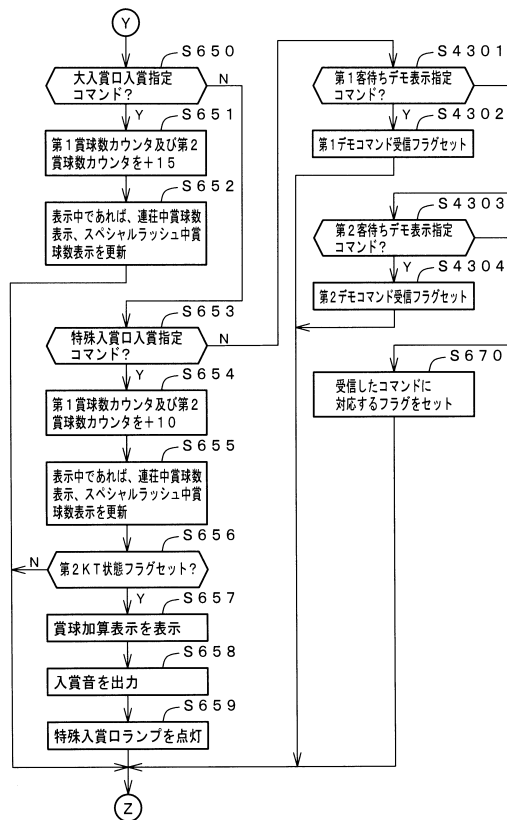 Y
S650
大入賞口入賞指定
コマンド?
N
Y
S651
第1賞球数カウンタ及び第2
賞球数カウンタを+15
S652
表示中であれば、連荘中賞球数
表示、スペシャルラッシュ中賞
球数表示を更新
S653
特殊入賞口入賞指定
コマンド?
N
Y
S654
第1賞球数カウンタ及び第2
賞球数カウンタを+10
S655
表示中であれば、連荘中賞球数
表示、スペシャルラッシュ中賞
球数表示を更新
S656
N
第2KT状態フラグセット?
Y
S657
賞球加算表示を表示
S658
入賞音を出力
S659
特殊入賞口ランプを点灯
Z
S4301
第1客待ちデモ表示指定
コマンド?
Y
S4302
第1デモコマンド受信フラグセット
S4303
第2客待ちデモ表示指定
コマンド?
Y
S4304
第2デモコマンド受信フラグセット
S670
受信したコマンドに
対応するフラグをセット